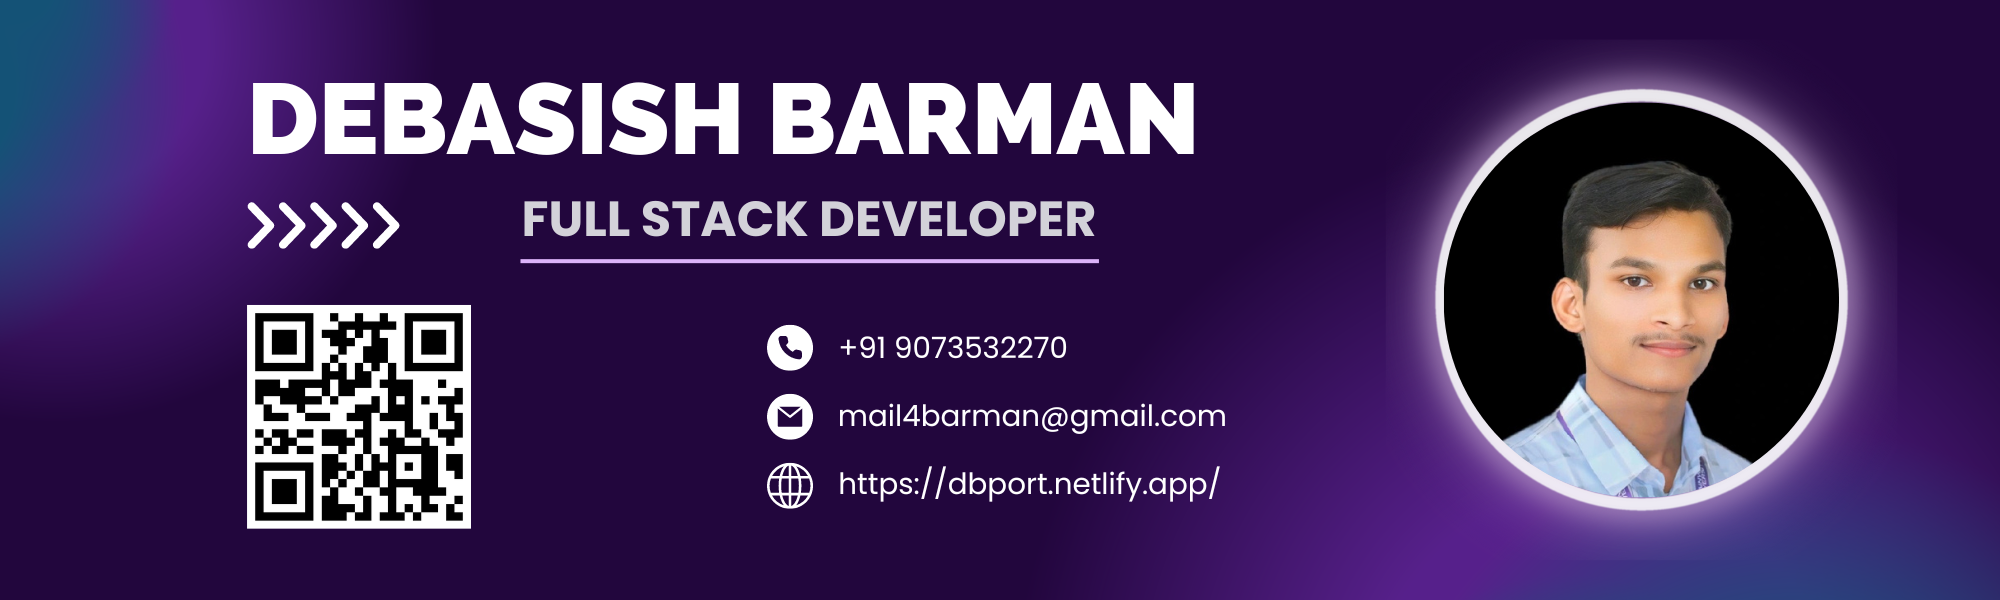 DEBASISH BARMAN
FULL STACK DEVELOPER
+91 9073532270
mail4barman@gmail.com
https://dbport.netlify.app/